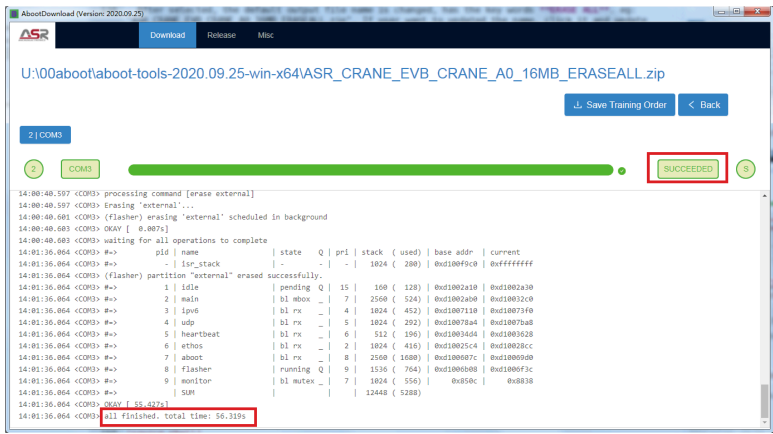 AbootDownload (Version: 2020.09.25)
ASR Download Release Misc
U:\00aboot\aboot-tools-2020.09.25-win-x64\ASR_CRANE_EVB_CRANE_A0_16MB_ERASEALL.zip
Save Training Order Back
2 | COM3
2 COM3 SUCCEEDED S
14:00:40.597 <COM3> processing command [erase external]
14:00:40.597 <COM3> Erasing 'external'...
14:00:40.601 <COM3> (flasher) erasing 'external' scheduled in background
14:00:40.603 <COM3> OKAY [ 0.007s]
14:00:40.603 <COM3> waiting for all operations to complete
14:01:36.064 <COM3> #=> pid | name | state Q | pri | stack ( used) | base addr | current
14:01:36.064 <COM3> #=> - | isr_stack | - - | - | 1024 ( 280) | 0xd100f9c0 | 0xffffffff
14:01:36.064 <COM3> (flasher) partition "external" erased successfully.
14:01:36.064 <COM3> #=> 1 | idle | pending Q | 15 | 160 ( 128) | 0xd1002a10 | 0xd1002a30
14:01:36.064 <COM3> #=> 2 | main | bl mbox _ | 7 | 2560 ( 524) | 0xd1002ab0 | 0xd10032c0
14:01:36.064 <COM3> #=> 3 | ipv6 | bl rx _ | 4 | 1024 ( 452) | 0xd1007110 | 0xd10073f0
14:01:36.064 <COM3> #=> 4 | udp | bl rx _ | 5 | 1024 ( 292) | 0xd10078a4 | 0xd1007ba8
14:01:36.064 <COM3> #=> 5 | heartbeat | bl rx _ | 6 | 512 ( 196) | 0xd10034d4 | 0xd1003628
14:01:36.064 <COM3> #=> 6 | ethos | bl rx _ | 2 | 1024 ( 416) | 0xd10025c4 | 0xd10028cc
14:01:36.064 <COM3> #=> 7 | aboot | bl rx _ | 8 | 2560 ( 1680) | 0xd100607c | 0xd10069d0
14:01:36.064 <COM3> #=> 8 | flasher | running Q | 9 | 1536 ( 764) | 0xd1006b08 | 0xd1006f3c
14:01:36.064 <COM3> #=> 9 | monitor | bl mutex _ | 7 | 1024 ( 556) | 0x850c | 0x8838
14:01:36.064 <COM3> #=> | SUM | | | 12448 ( 5288)
14:01:36.064 <COM3> OKAY [ 55.427s]
14:01:36.064 <COM3> all finished. total time: 56.319s